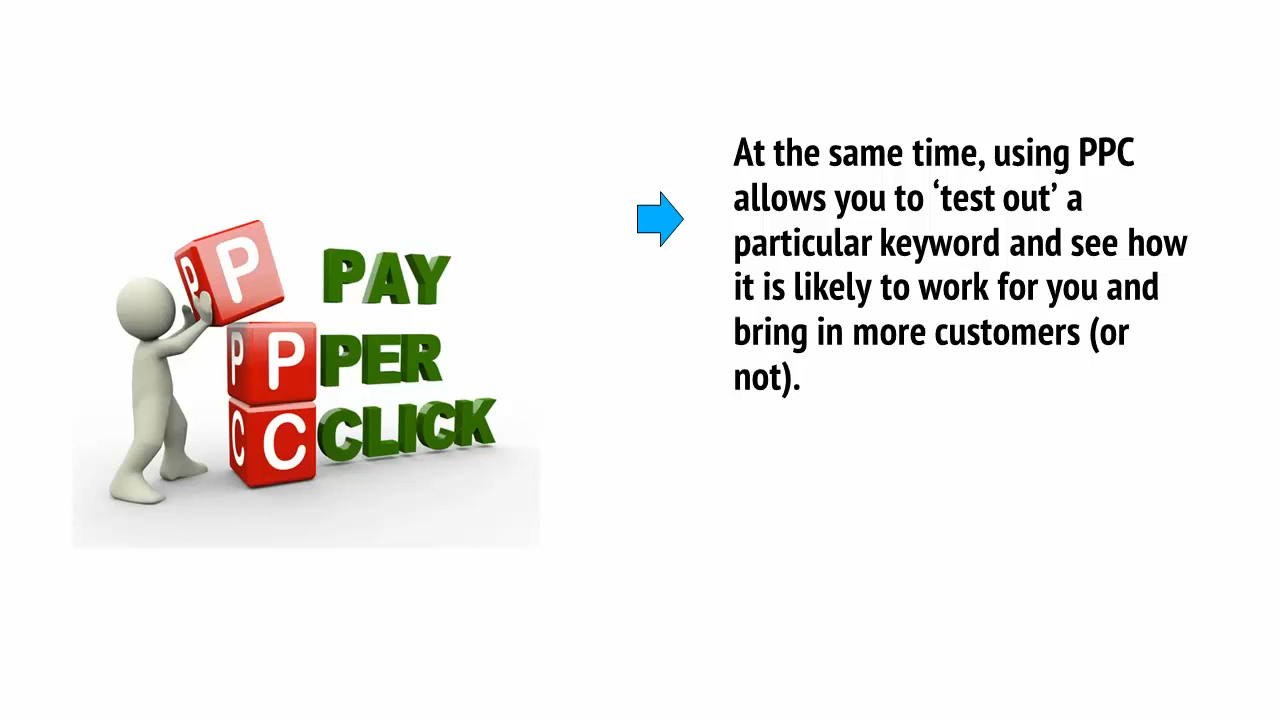 P P PAY
P P PER
C C CLICK
At the same time, using PPC
allows you to ‘test out’ a
particular keyword and see how
it is likely to work for you and
bring in more customers (or
not).